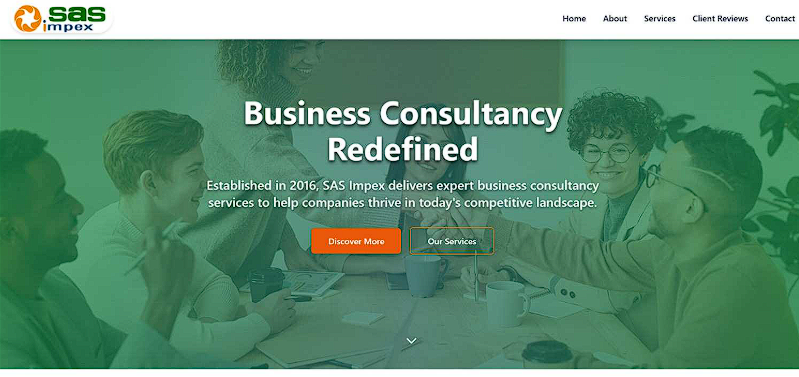 .sas
impex
Home About Services Client Reviews Contact
Business Consultancy
Redefined
Established in 2016, SAS Impex delivers expert business consultancy
services to help companies thrive in today's competitive landscape.
Discover More Our Services